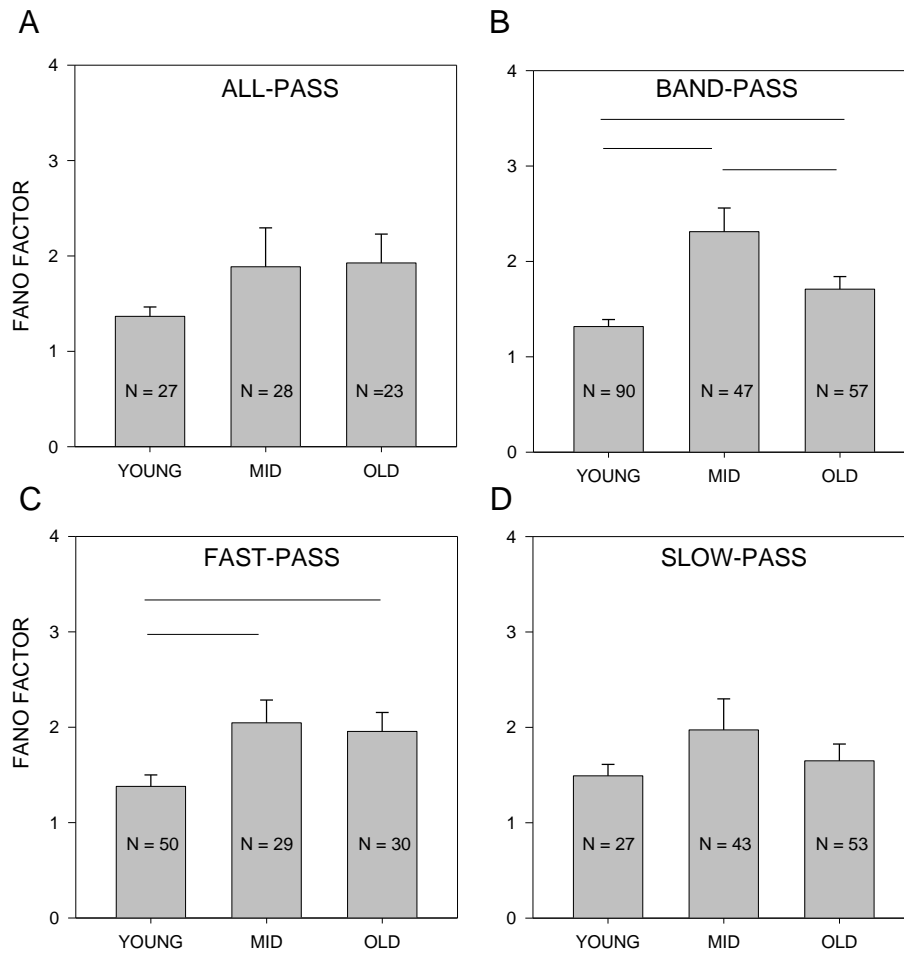 A
ALL-PASS
FANO FACTOR
4
3
2
1
0
N = 27
N = 28
N =23
YOUNG
MID
OLD
B
BAND-PASS
4
3
2
1
0
N = 90
N = 47
N = 57
YOUNG
MID
OLD
C
FAST-PASS
FANO FACTOR
4
3
2
1
0
N = 50
N = 29
N = 30
YOUNG
MID
OLD
D
SLOW-PASS
4
3
2
1
0
N = 27
N = 43
N = 53
YOUNG
MID
OLD